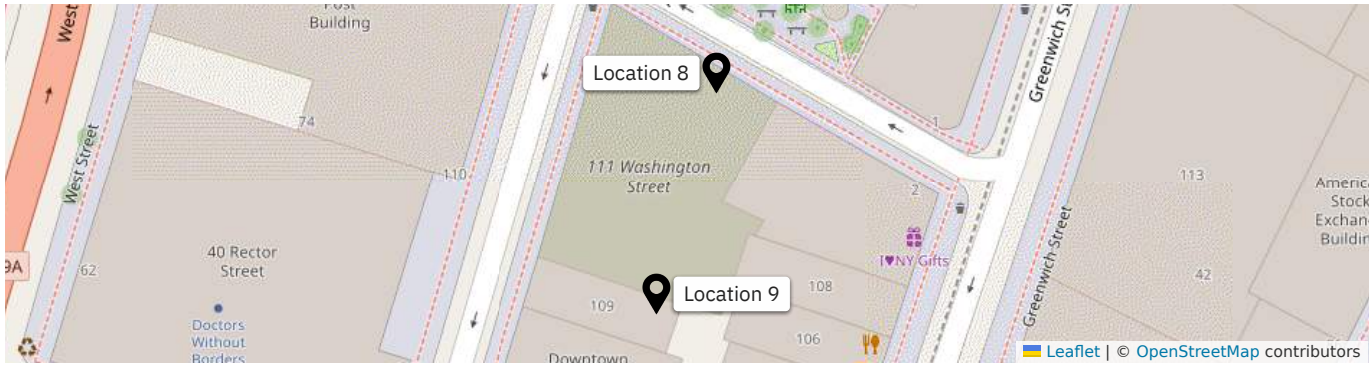 West
Post
Building
Greenwich St
Location 8
74
1
West Street
110
111 Washington
Street
2
113
America
Stock
Exchan
Buildin
40 Rector
Street
I♥NY Gifts
Greenwich Street
9A
62
42
109
Location 9
108
Doctors
Without
Borders
106
Downtown
Leaflet | © OpenStreetMap contributors